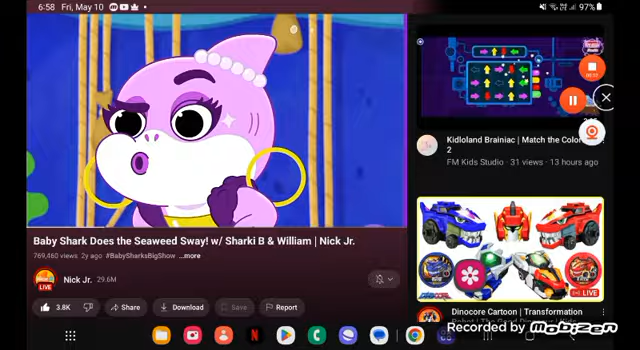 6:58 Fri, May 10
97%
Baby Shark Does the Seaweed Sway! w/ Sharki B & William | Nick Jr.
769,460 views 2y ago #BabySharksBigShow ...more
Nick Jr. 29.6M
LIVE
3.8K
Share
Download
Save
Report
Kidloland Brainiac | Match the Color
2
FM Kids Studio · 31 views · 13 hours ago
LIVE
Dinocore Cartoon | Transformation
Recorded by Mobizen